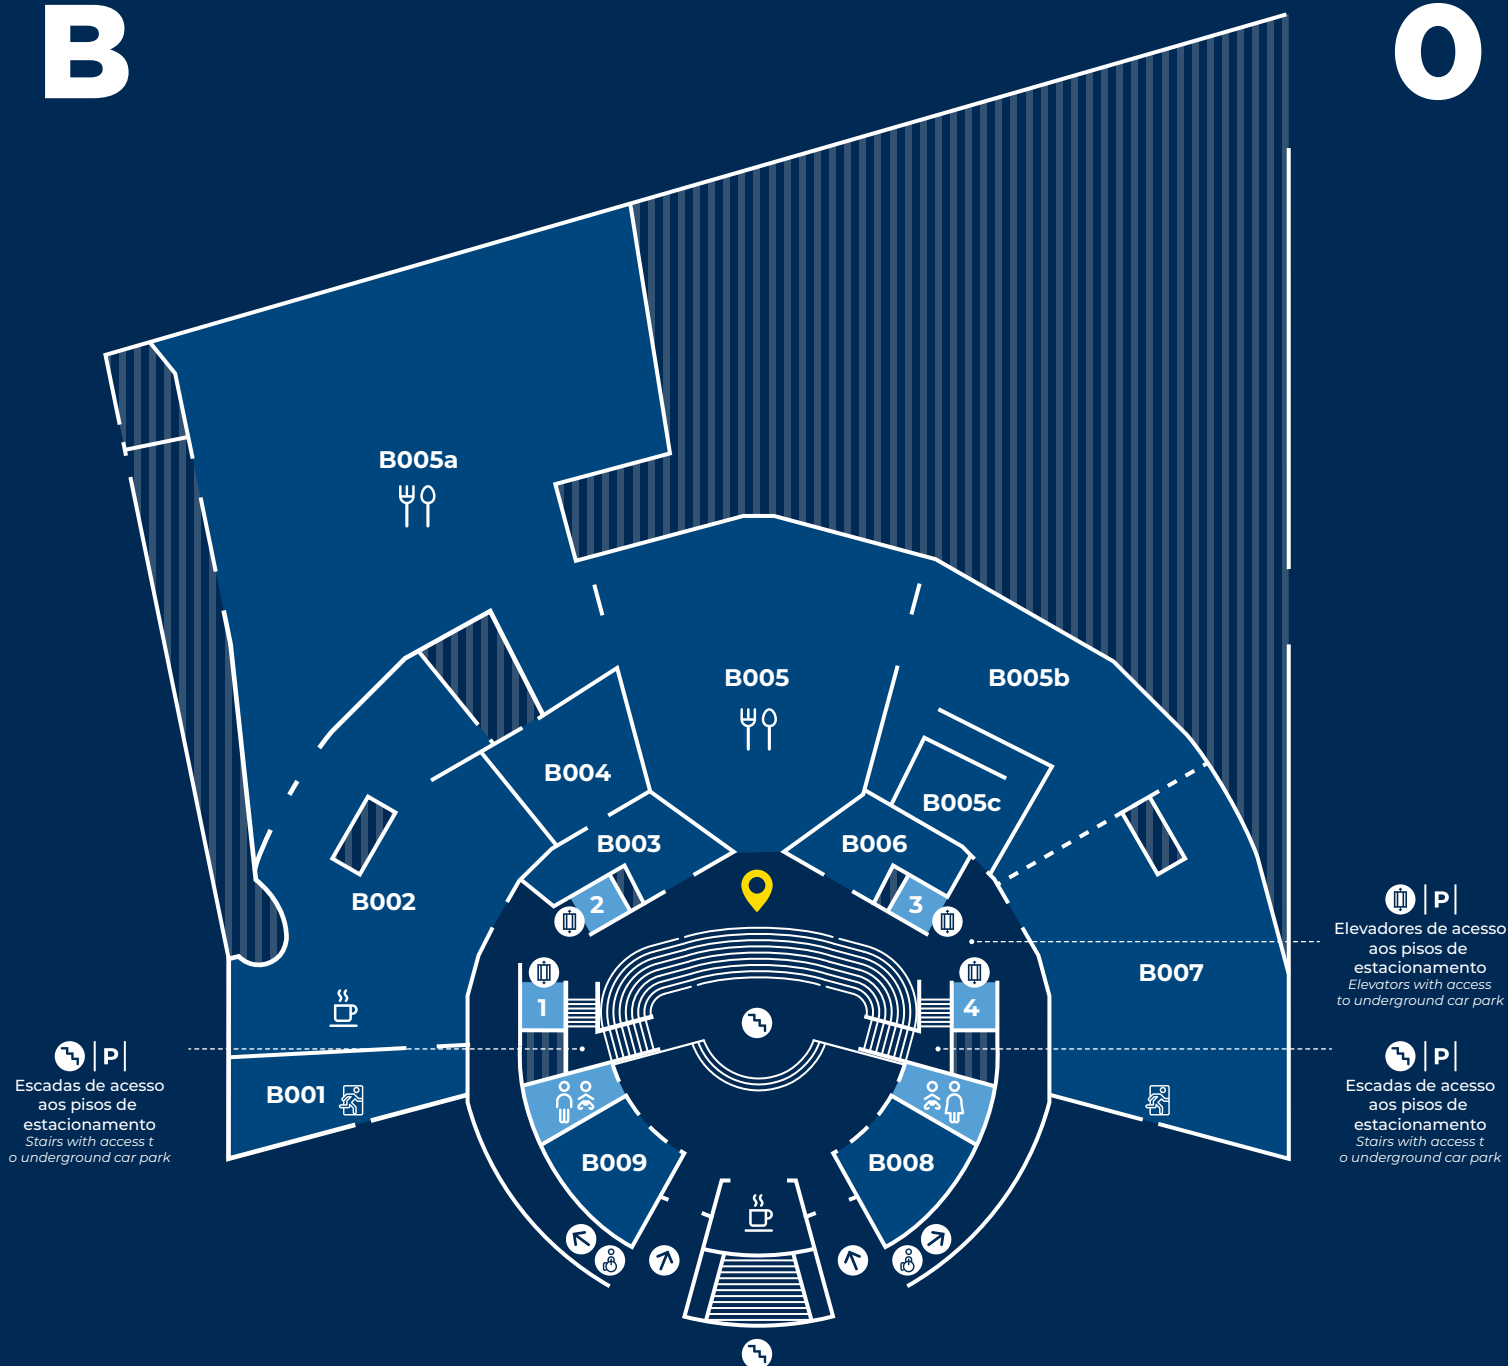 B
0
B005a
B005
B005b
B004
B005c
B003
B006
B002
2
3
Elevadores de acesso
aos pisos de
estacionamento
Elevators with access
to underground car park
P
B007
1
4
P
Escadas de acesso
aos pisos de
estacionamento
Stairs with access t
o underground car park
B001
P
Escadas de acesso
aos pisos de
estacionamento
Stairs with access t
o underground car park
B009
B008